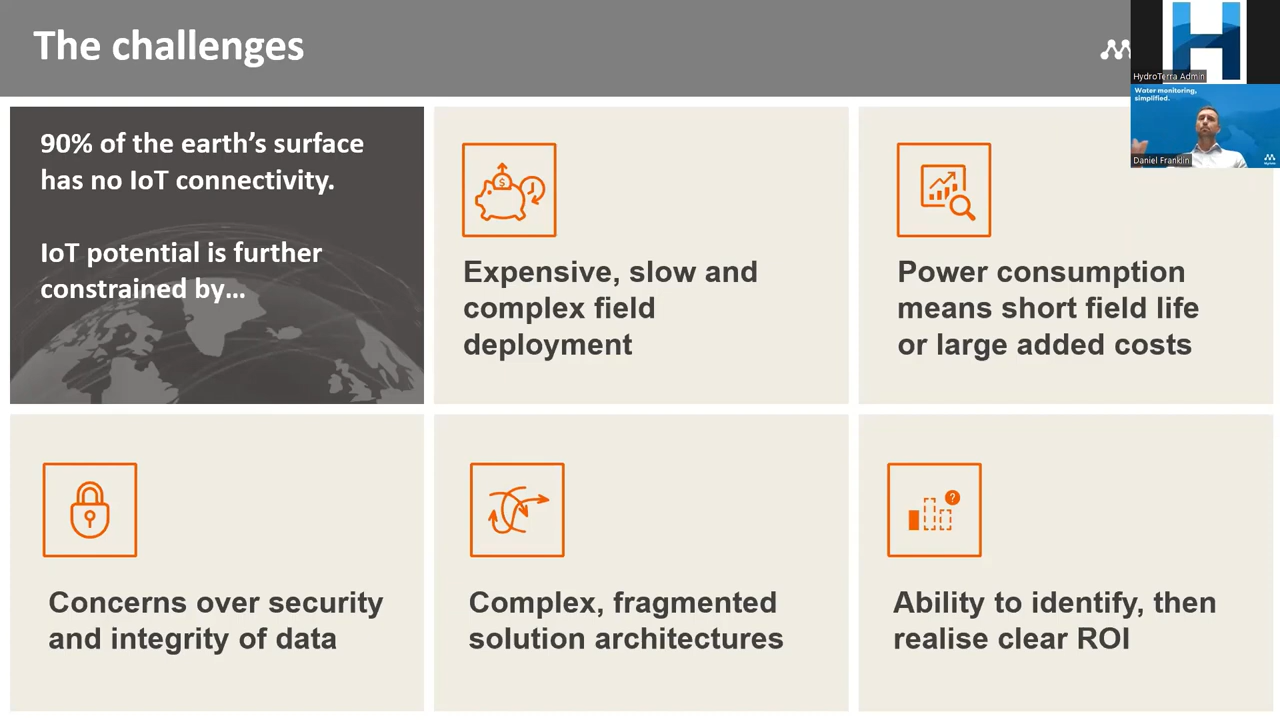 The challenges
HydroTerra Admin
Water monitoring,
simplified.
Daniel Franklin
90% of the earth's surface
has no IoT connectivity.
IoT potential is further
constrained by…
$
Expensive, slow and
complex field
deployment
Power consumption
means short field life
or large added costs
Concerns over security
and integrity of data
Complex, fragmented
solution architectures
?
Ability to identify, then
realise clear ROI